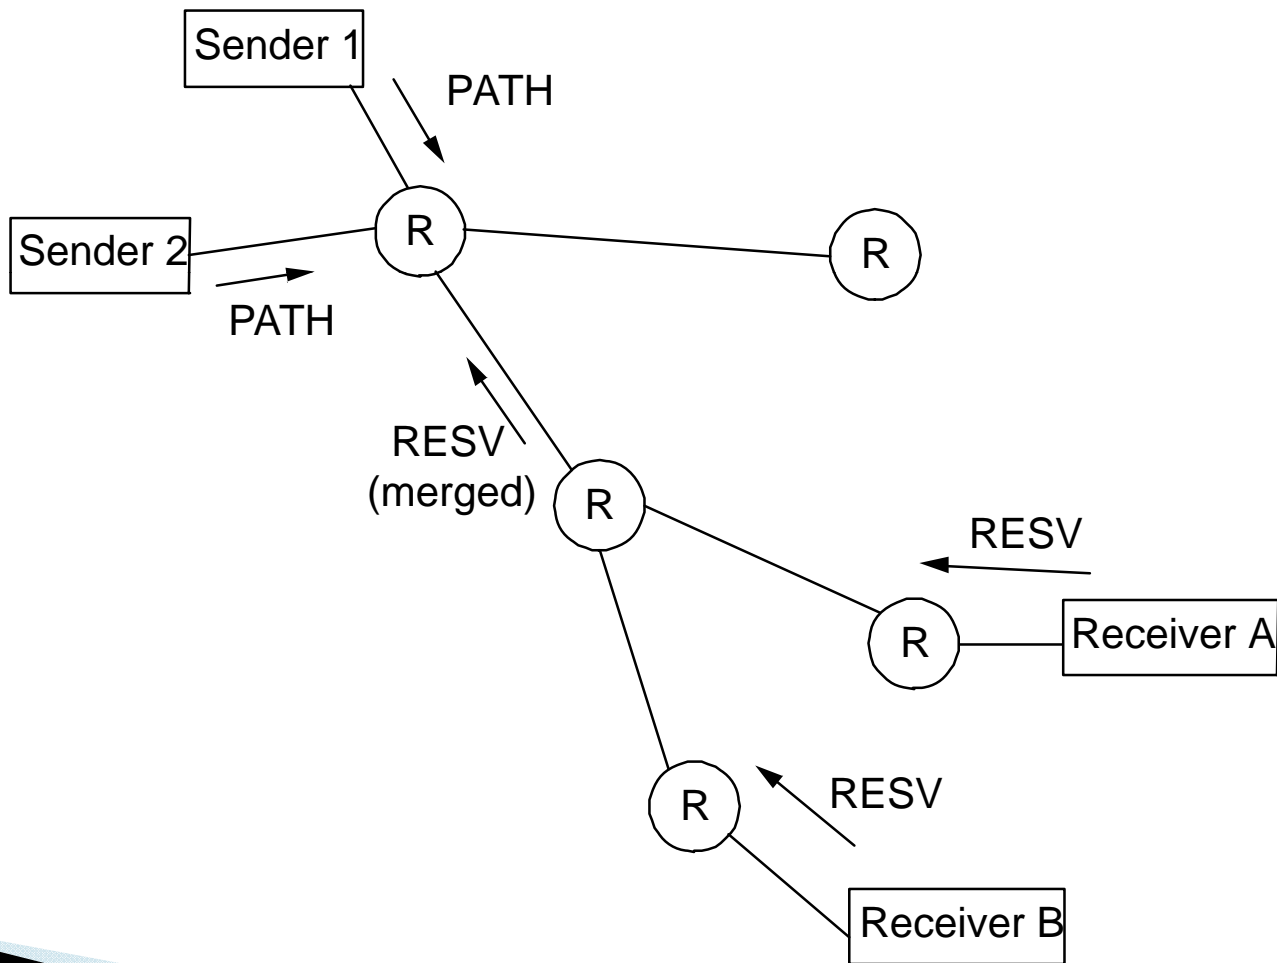 Sender 1
PATH
R
R
Sender 2
PATH
RESV
(merged)
R
RESV
R
Receiver A
R
RESV
Receiver B